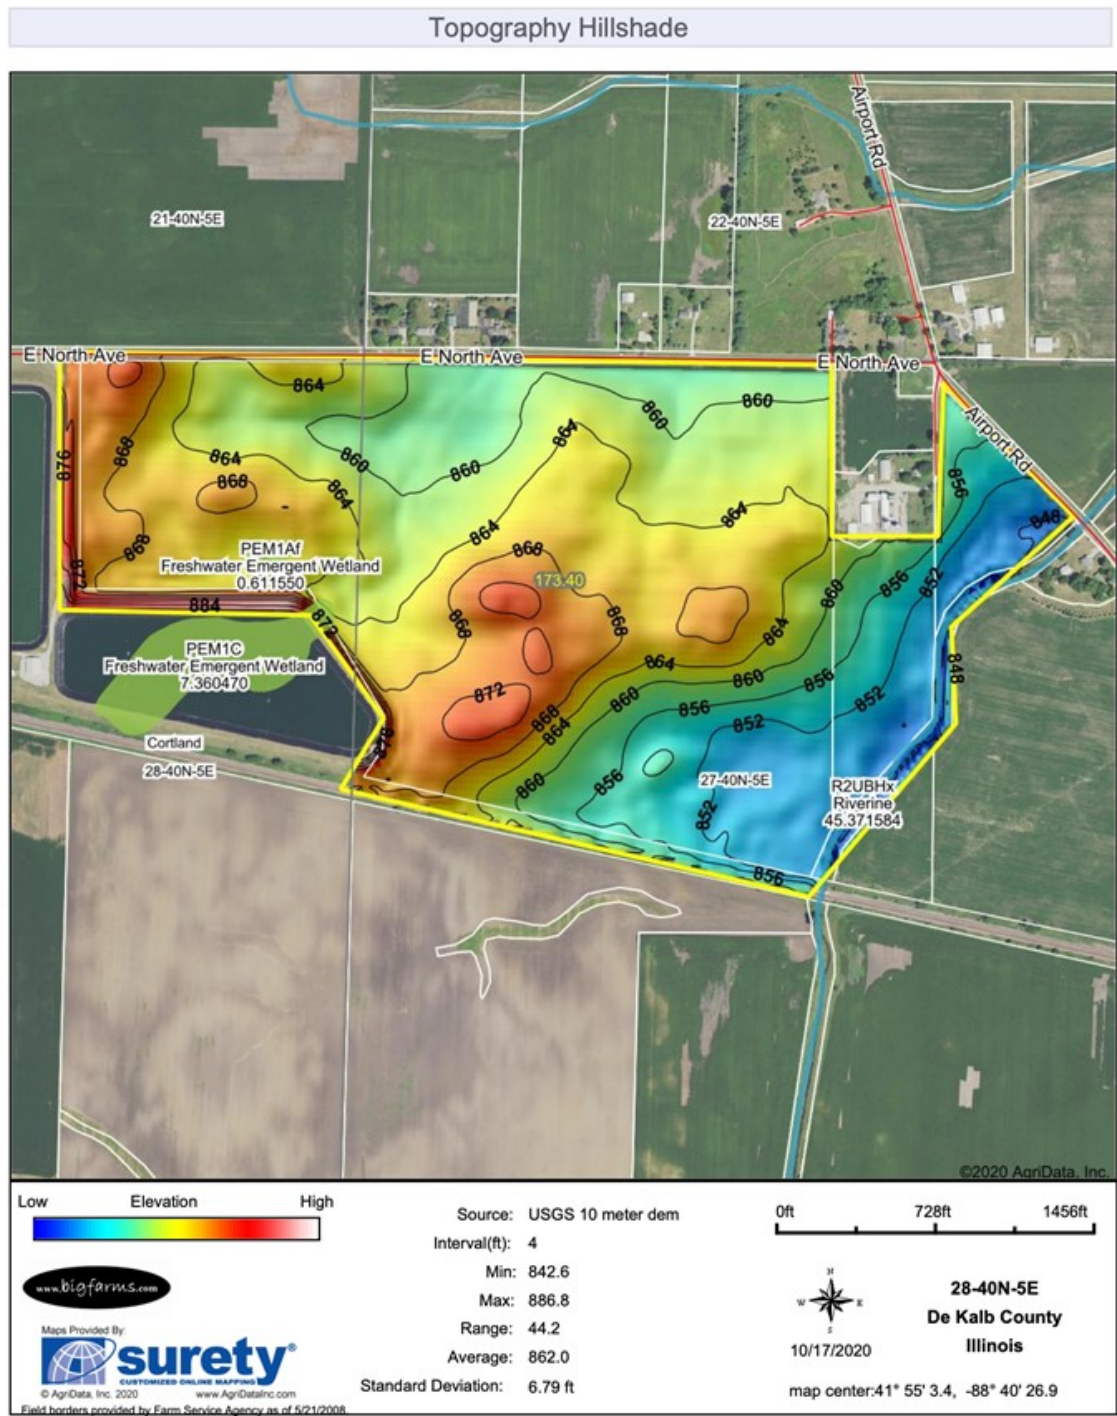 Topography Hillshade
Airport Rd
21-40N-5E
22-40N-5E
E North Ave
E North Ave
E North Ave
Airport Rd
864
860
860
864
868
876
864
868
860
860
864
864
864
856
848
868
PEM1Af
Freshwater Emergent Wetland
0.611550
868
173.40
872
884
872
868
868
860
856
852
864
PEM1C
Freshwater Emergent Wetland
7.360470
864
860
856
848
872
860
856
852
852
868
864
Cortland
28-40N-5E
860
856
27-40N-5E
852
R2UBHx
Riverine
45.371584
856
©2020 AgriData, Inc.
Low Elevation High
www.bigfarms.com
Maps Provided By:
surety®
CUSTOMIZED ONLINE MAPPING
© AgriData, Inc. 2020 www.AgriDataInc.com
Field borders provided by Farm Service Agency as of 5/21/2008.
Source: USGS 10 meter dem
Interval(ft): 4
Min: 842.6
Max: 886.8
Range: 44.2
Average: 862.0
Standard Deviation: 6.79 ft
0ft 728ft 1456ft
N
W E
S
10/17/2020
28-40N-5E
De Kalb County
Illinois
map center:41° 55' 3.4, -88° 40' 26.9